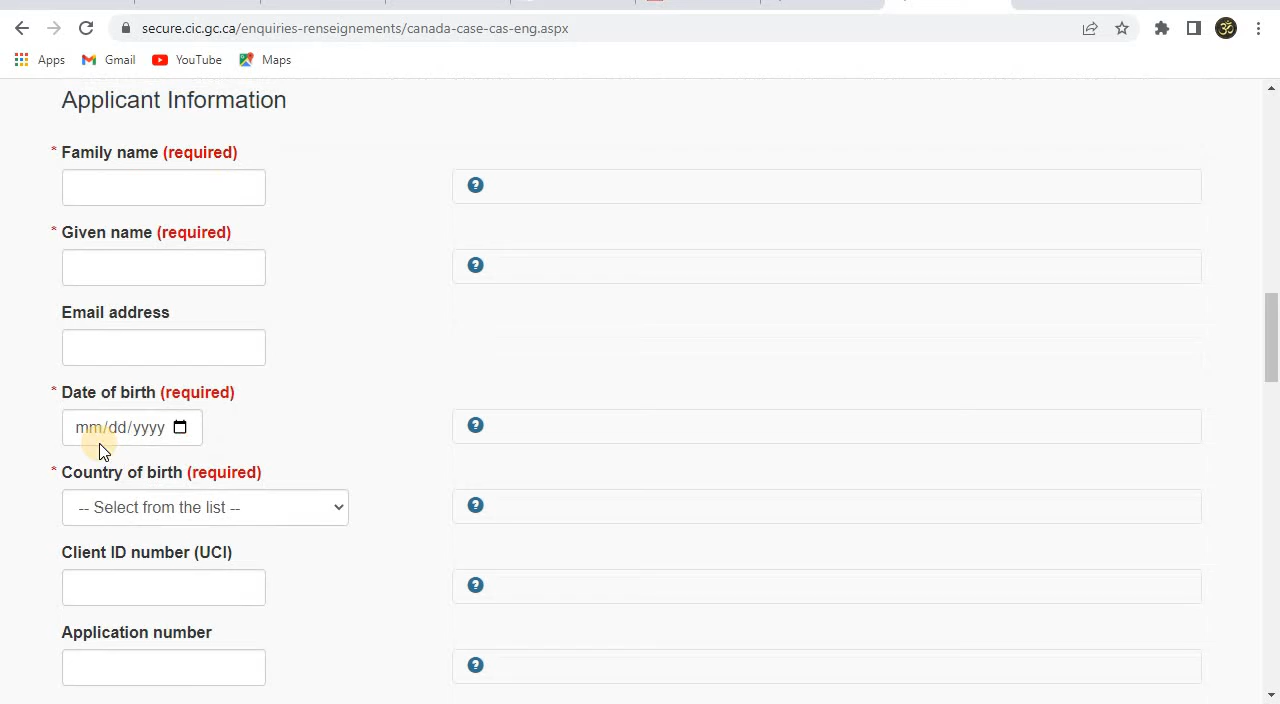 secure.cic.gc.ca/enquiries-renseignements/canada-case-cas-eng.aspx
Apps Gmail YouTube Maps
Applicant Information
* Family name (required)
* Given name (required)
Email address
* Date of birth (required)
mm/dd/yyyy
* Country of birth (required)
-- Select from the list --
Client ID number (UCI)
Application number